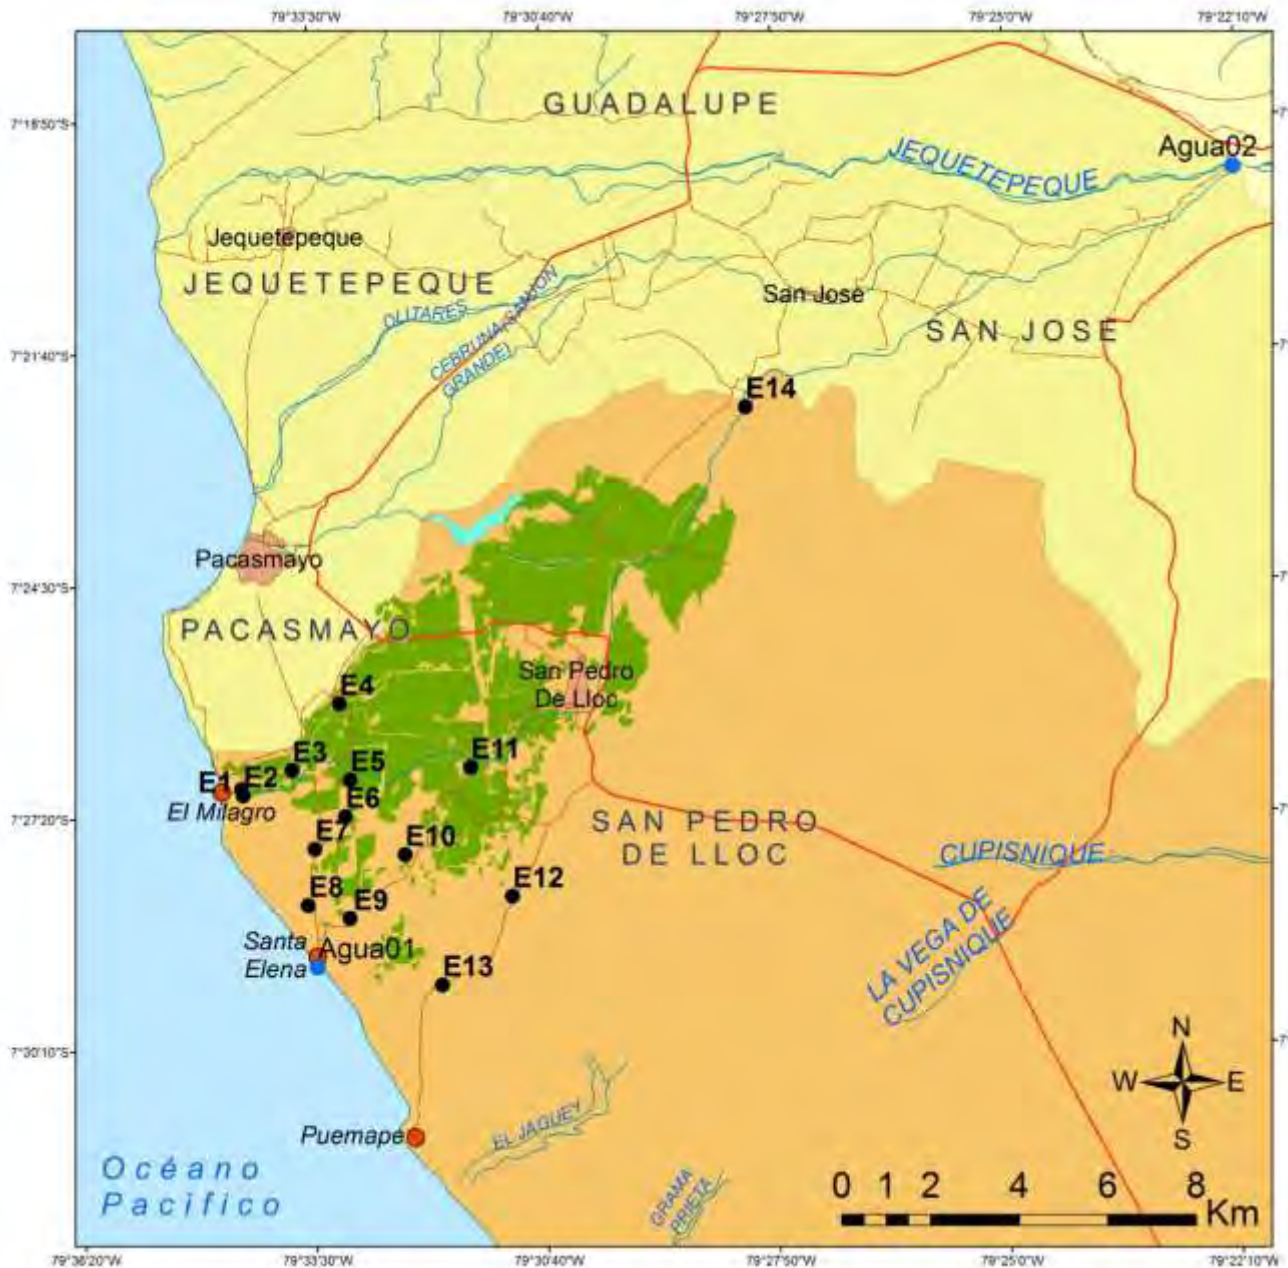 79°33'30"W 79°30'40"W 79°27'50"W 79°25'0"W 79°22'10"W
GUADALUPE
7°18'50"S
Agua02
JEQUETEPEQUE
Jequetepeque
JEQUETEPEQUE
San Jose
OLITARES
CEBRUNA(SANJON
GRANDE)
SAN JOSE
7°21'40"S
E14
Pacasmayo
7°24'30"S
PACASMAYO
San Pedro
De Lloc
E4
E3
E5
E11
E1
E2
El Milagro
E6
7°27'20"S
SAN PEDRO
DE LLOC
E7
E10
CUPISNIQUE
E8
E9
E12
LA VEGA DE
CUPISNIQUE
Santa
Elena
Agua01
E13
7°30'10"S
N
W
E
S
Puemape
EL JAGUEY
GRAMA
PRIETA
Océano
Pacifico
0 1 2 4 6 8
Km
79°36'20"W 79°33'30"W 79°30'40"W 79°27'50"W 79°25'0"W 79°22'10"W